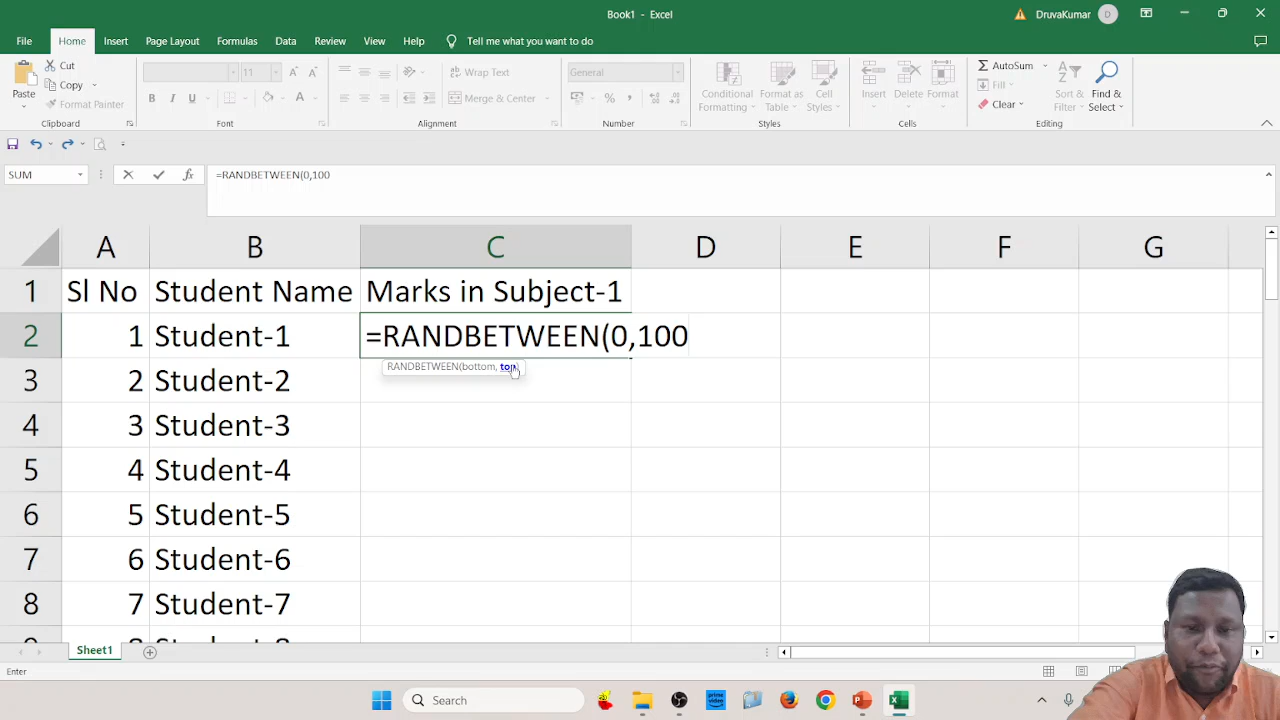 Book1 - Excel
DruvaKumar D
File Home Insert Page Layout Formulas Data Review View Help Tell me what you want to do
Paste
Cut
Copy
Format Painter
Clipboard
11
B I U
Font
Wrap Text
Merge & Center
Alignment
General
%
Number
Conditional Formatting
Format as Table
Cell Styles
Styles
Insert
Delete
Format
Cells
AutoSum
Fill
Clear
Sort & Filter
Find & Select
Editing
SUM
fx
=RANDBETWEEN(0,100
A B C D E F G
1 Sl No Student Name Marks in Subject-1
2 1 Student-1 =RANDBETWEEN(0,100
RANDBETWEEN(bottom, top)
3 2 Student-2
4 3 Student-3
5 4 Student-4
6 5 Student-5
7 6 Student-6
8 7 Student-7
Sheet1
Enter
Search
prime video